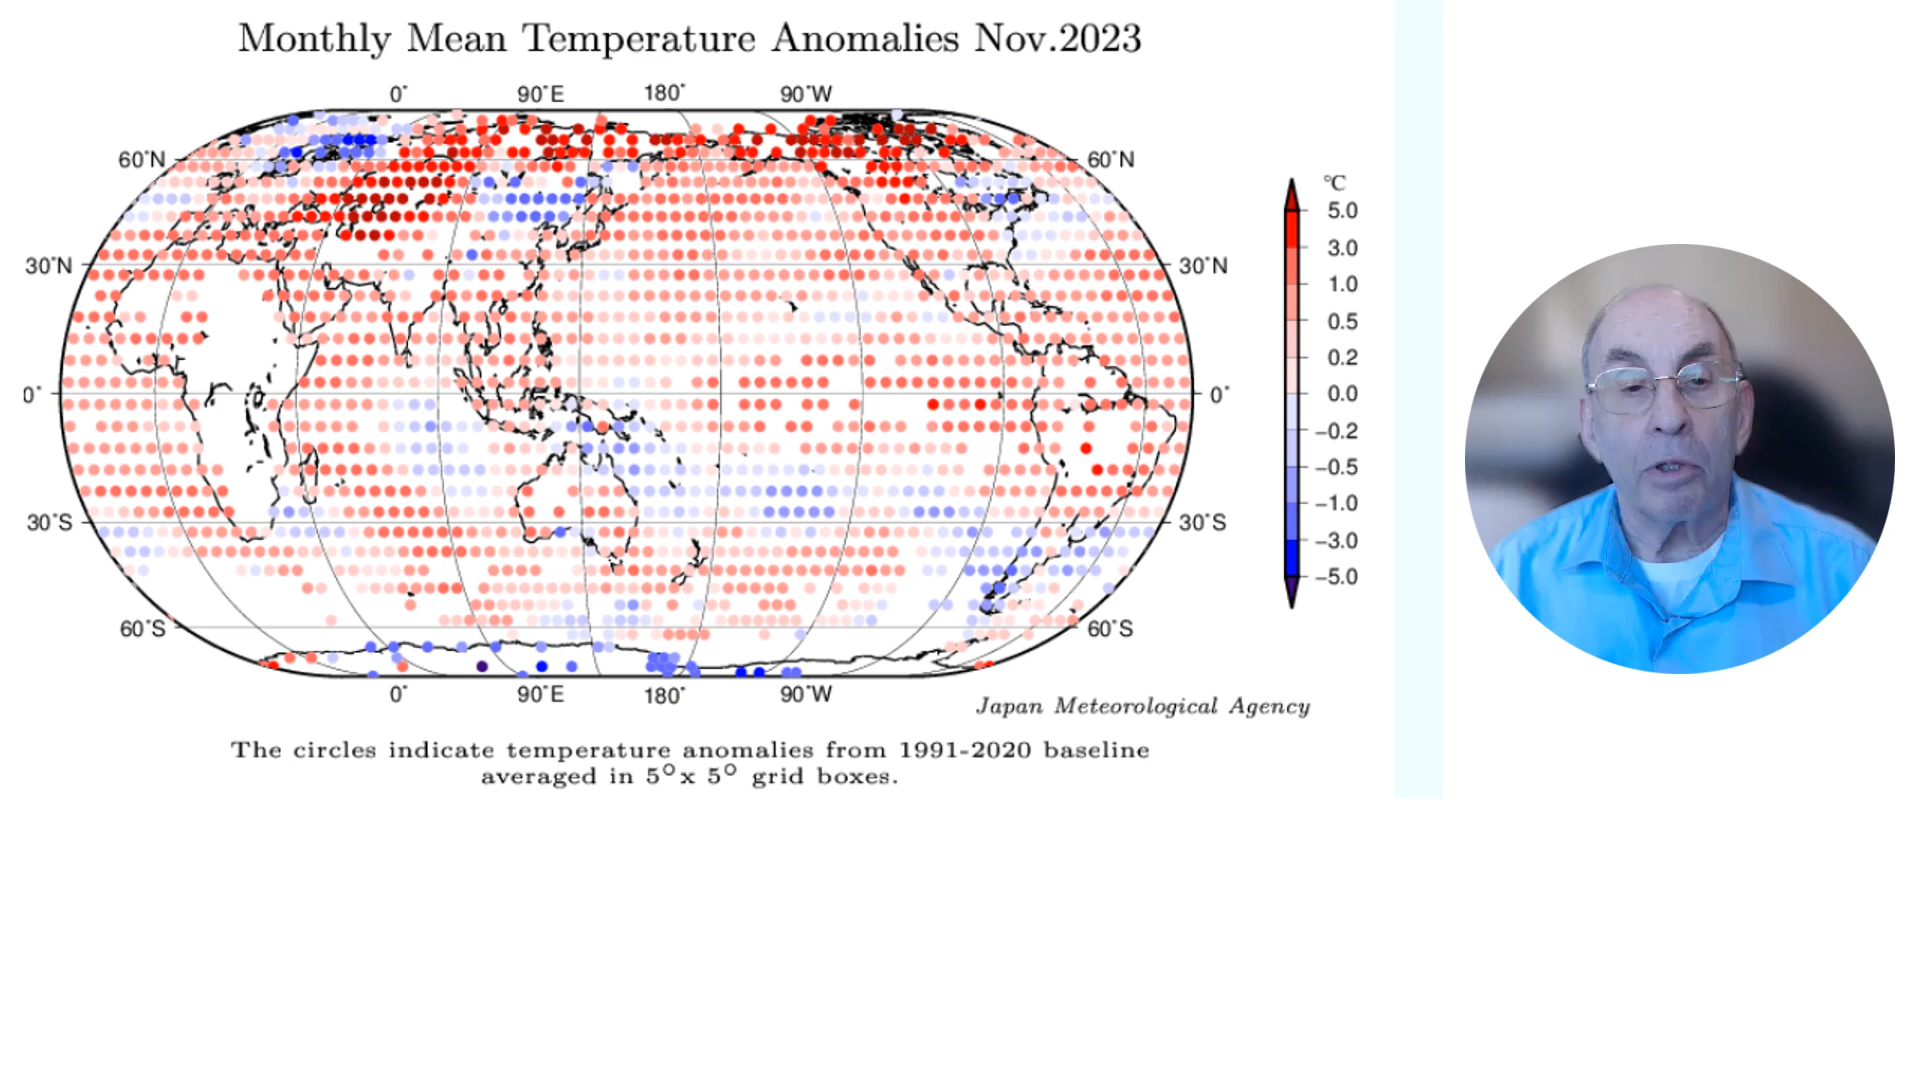 Monthly Mean Temperature Anomalies Nov.2023
0° 90°E 180° 90°W
60°N 60°N
30°N 30°N
0° 0°
30°S 30°S
60°S 60°S
0° 90°E 180° 90°W
°C
5.0
3.0
1.0
0.5
0.2
0.0
−0.2
−0.5
−1.0
−3.0
−5.0
Japan Meteorological Agency
The circles indicate temperature anomalies from 1991-2020 baseline
averaged in 5°x 5° grid boxes.